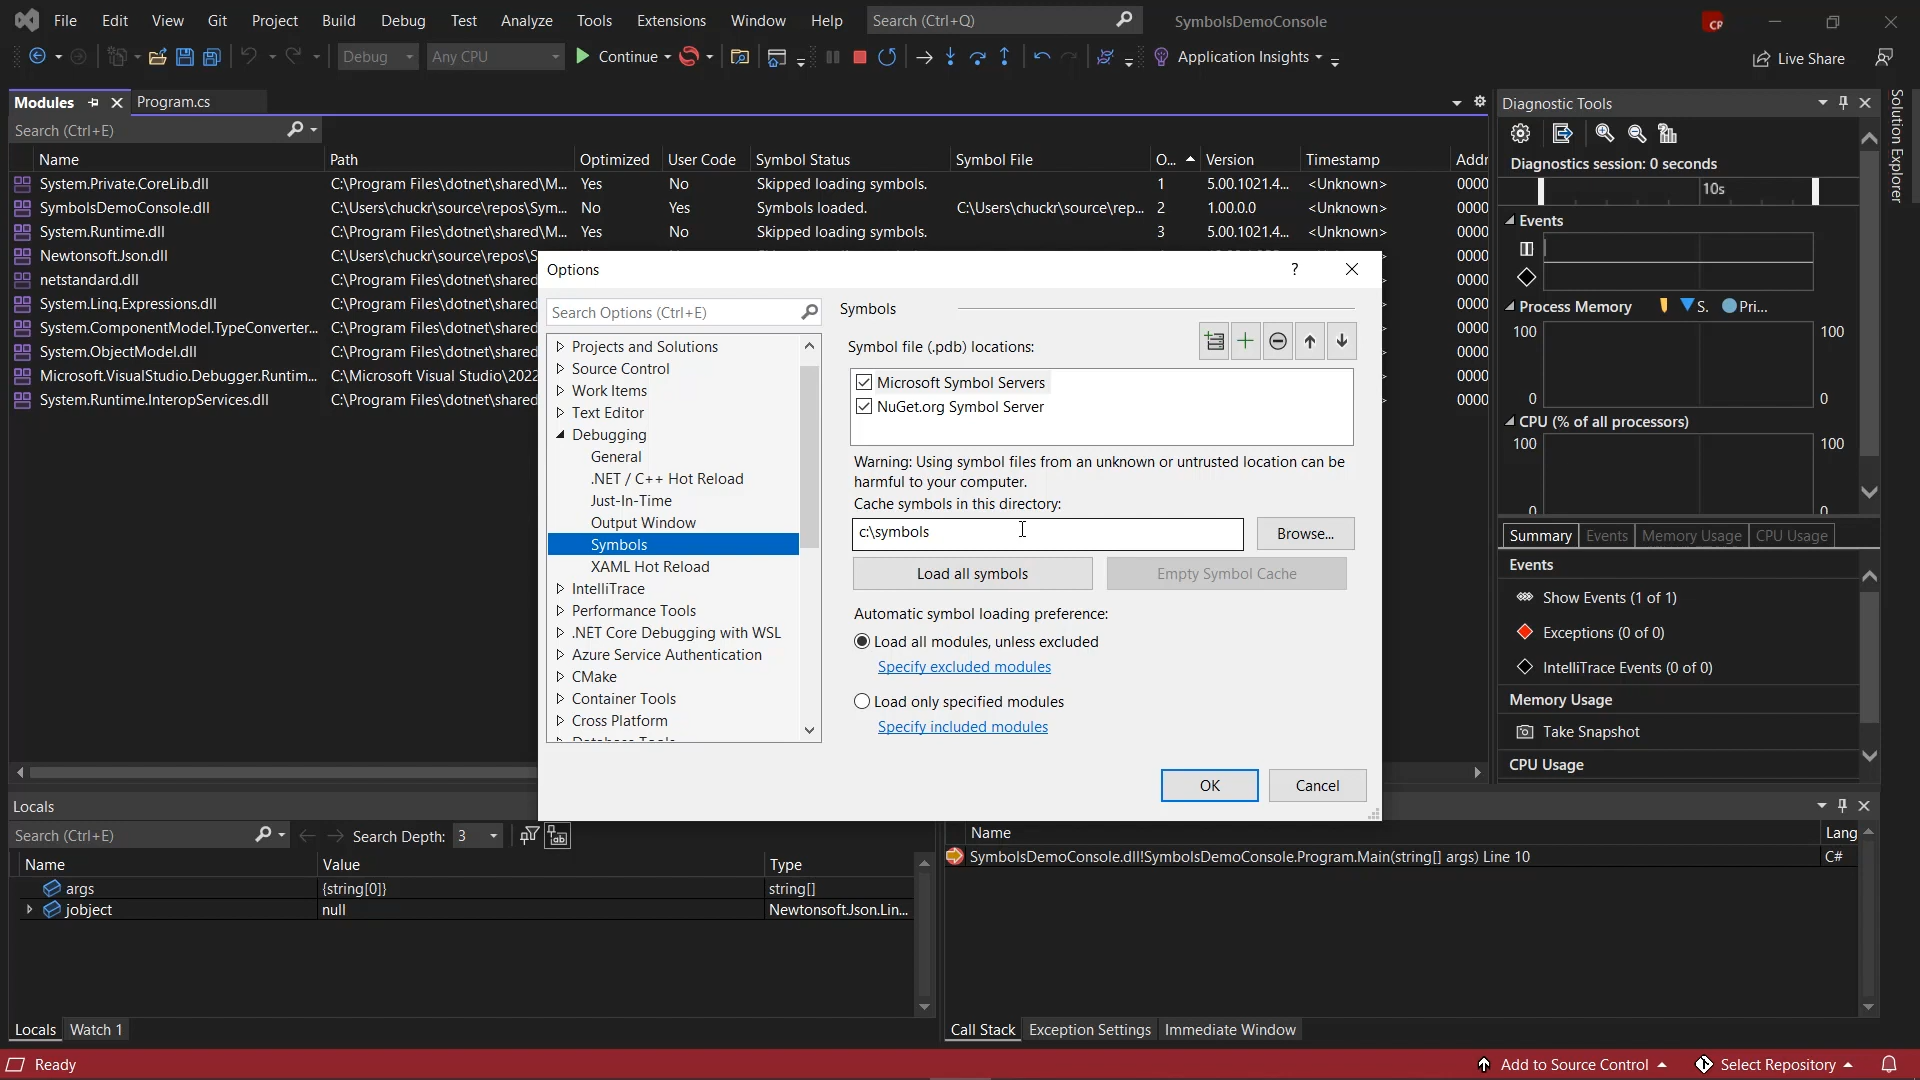 File Edit View Git Project Build Debug Test Analyze Tools Extensions Window Help Search (Ctrl+Q) SymbolsDemoConsole CP
Debug Any CPU Continue Application Insights Live Share
Modules Program.cs
Search (Ctrl+E)
Name Path Optimized User Code Symbol Status Symbol File O... Version Timestamp Addr
System.Private.CoreLib.dll C:\Program Files\dotnet\shared\M... Yes No Skipped loading symbols. 1 5.00.1021.4... <Unknown> 0000
SymbolsDemoConsole.dll C:\Users\chuckr\source\repos\Sym... No Yes Symbols loaded. C:\Users\chuckr\source\rep... 2 1.00.0.0 <Unknown> 0000
System.Runtime.dll C:\Program Files\dotnet\shared\M... Yes No Skipped loading symbols. 3 5.00.1021.4... <Unknown> 0000
Newtonsoft.Json.dll C:\Users\chuckr\source\repos\S 0000
netstandard.dll C:\Program Files\dotnet\shared 0000
System.Linq.Expressions.dll C:\Program Files\dotnet\shared 0000
System.ComponentModel.TypeConverter... C:\Program Files\dotnet\shared 0000
System.ObjectModel.dll C:\Program Files\dotnet\shared 0000
Microsoft.VisualStudio.Debugger.Runtim... C:\Microsoft Visual Studio\2022 0000
System.Runtime.InteropServices.dll C:\Program Files\dotnet\shared 0000
Options ?
Search Options (Ctrl+E)
Projects and Solutions
Source Control
Work Items
Text Editor
Debugging
General
.NET / C++ Hot Reload
Just-In-Time
Output Window
Symbols
XAML Hot Reload
IntelliTrace
Performance Tools
.NET Core Debugging with WSL
Azure Service Authentication
CMake
Container Tools
Cross Platform
Symbols
Symbol file (.pdb) locations:
Microsoft Symbol Servers
NuGet.org Symbol Server
Warning: Using symbol files from an unknown or untrusted location can be
harmful to your computer.
Cache symbols in this directory:
c:\symbols Browse...
Load all symbols Empty Symbol Cache
Automatic symbol loading preference:
Load all modules, unless excluded
Specify excluded modules
Load only specified modules
Specify included modules
OK Cancel
Diagnostic Tools
Diagnostics session: 0 seconds
10s
Events
Process Memory S. Pri...
100 100
0 0
CPU (% of all processors)
100 100
0 0
Summary Events Memory Usage CPU Usage
Events
Show Events (1 of 1)
Exceptions (0 of 0)
IntelliTrace Events (0 of 0)
Memory Usage
Take Snapshot
CPU Usage
Solution Explorer
Locals
Search (Ctrl+E) Search Depth: 3
Name Value Type
args {string[0]} string[]
jobject null Newtonsoft.Json.Lin...
Locals Watch 1
Name Lang
SymbolsDemoConsole.dll!SymbolsDemoConsole.Program.Main(string[] args) Line 10 C#
Call Stack Exception Settings Immediate Window
Ready Add to Source Control Select Repository